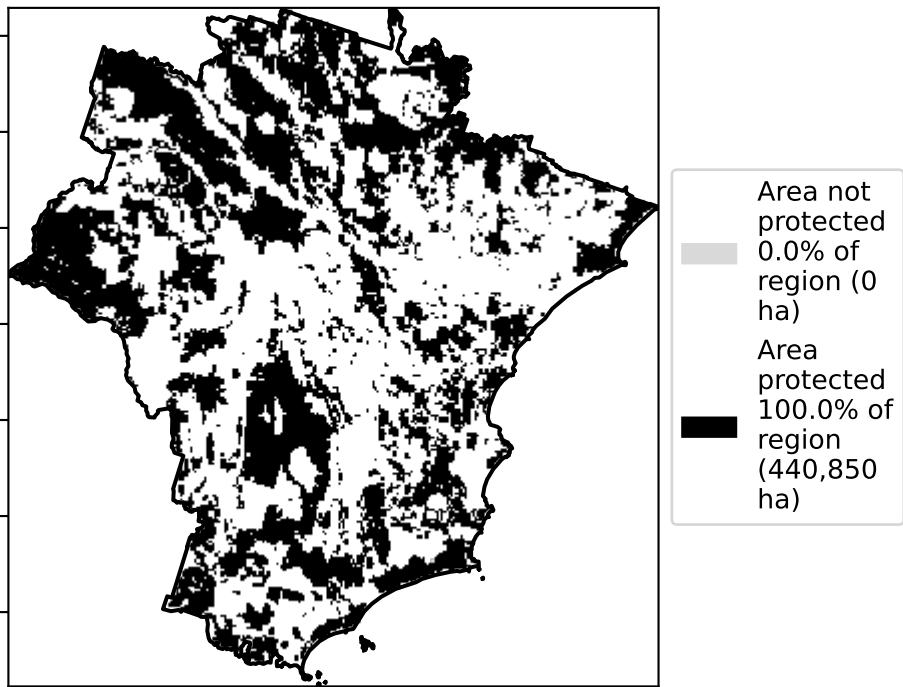 Area not
protected
0.0% of
region (0
ha)
Area
protected
100.0% of
region
(440,850
ha)